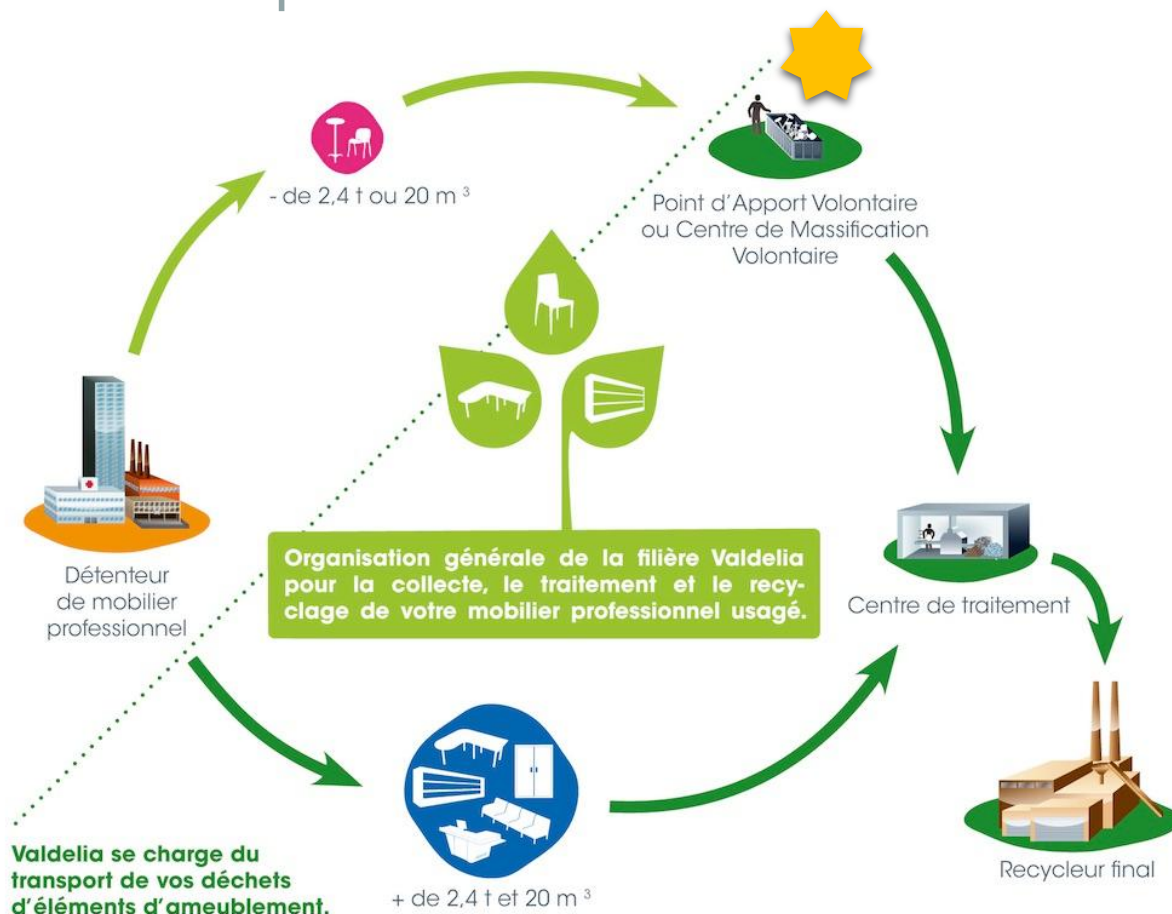 - de 2,4 t ou 20 m ³
Point d'Apport Volontaire
ou Centre de Massification
Volontaire
Détenteur
de mobilier
professionnel
Organisation générale de la filière Valdelia
pour la collecte, le traitement et le recy-
clage de votre mobilier professionnel usagé.
Centre de traitement
Recycleur final
+ de 2,4 t et 20 m ³
Valdelia se charge du
transport de vos déchets
d'éléments d'ameublement.